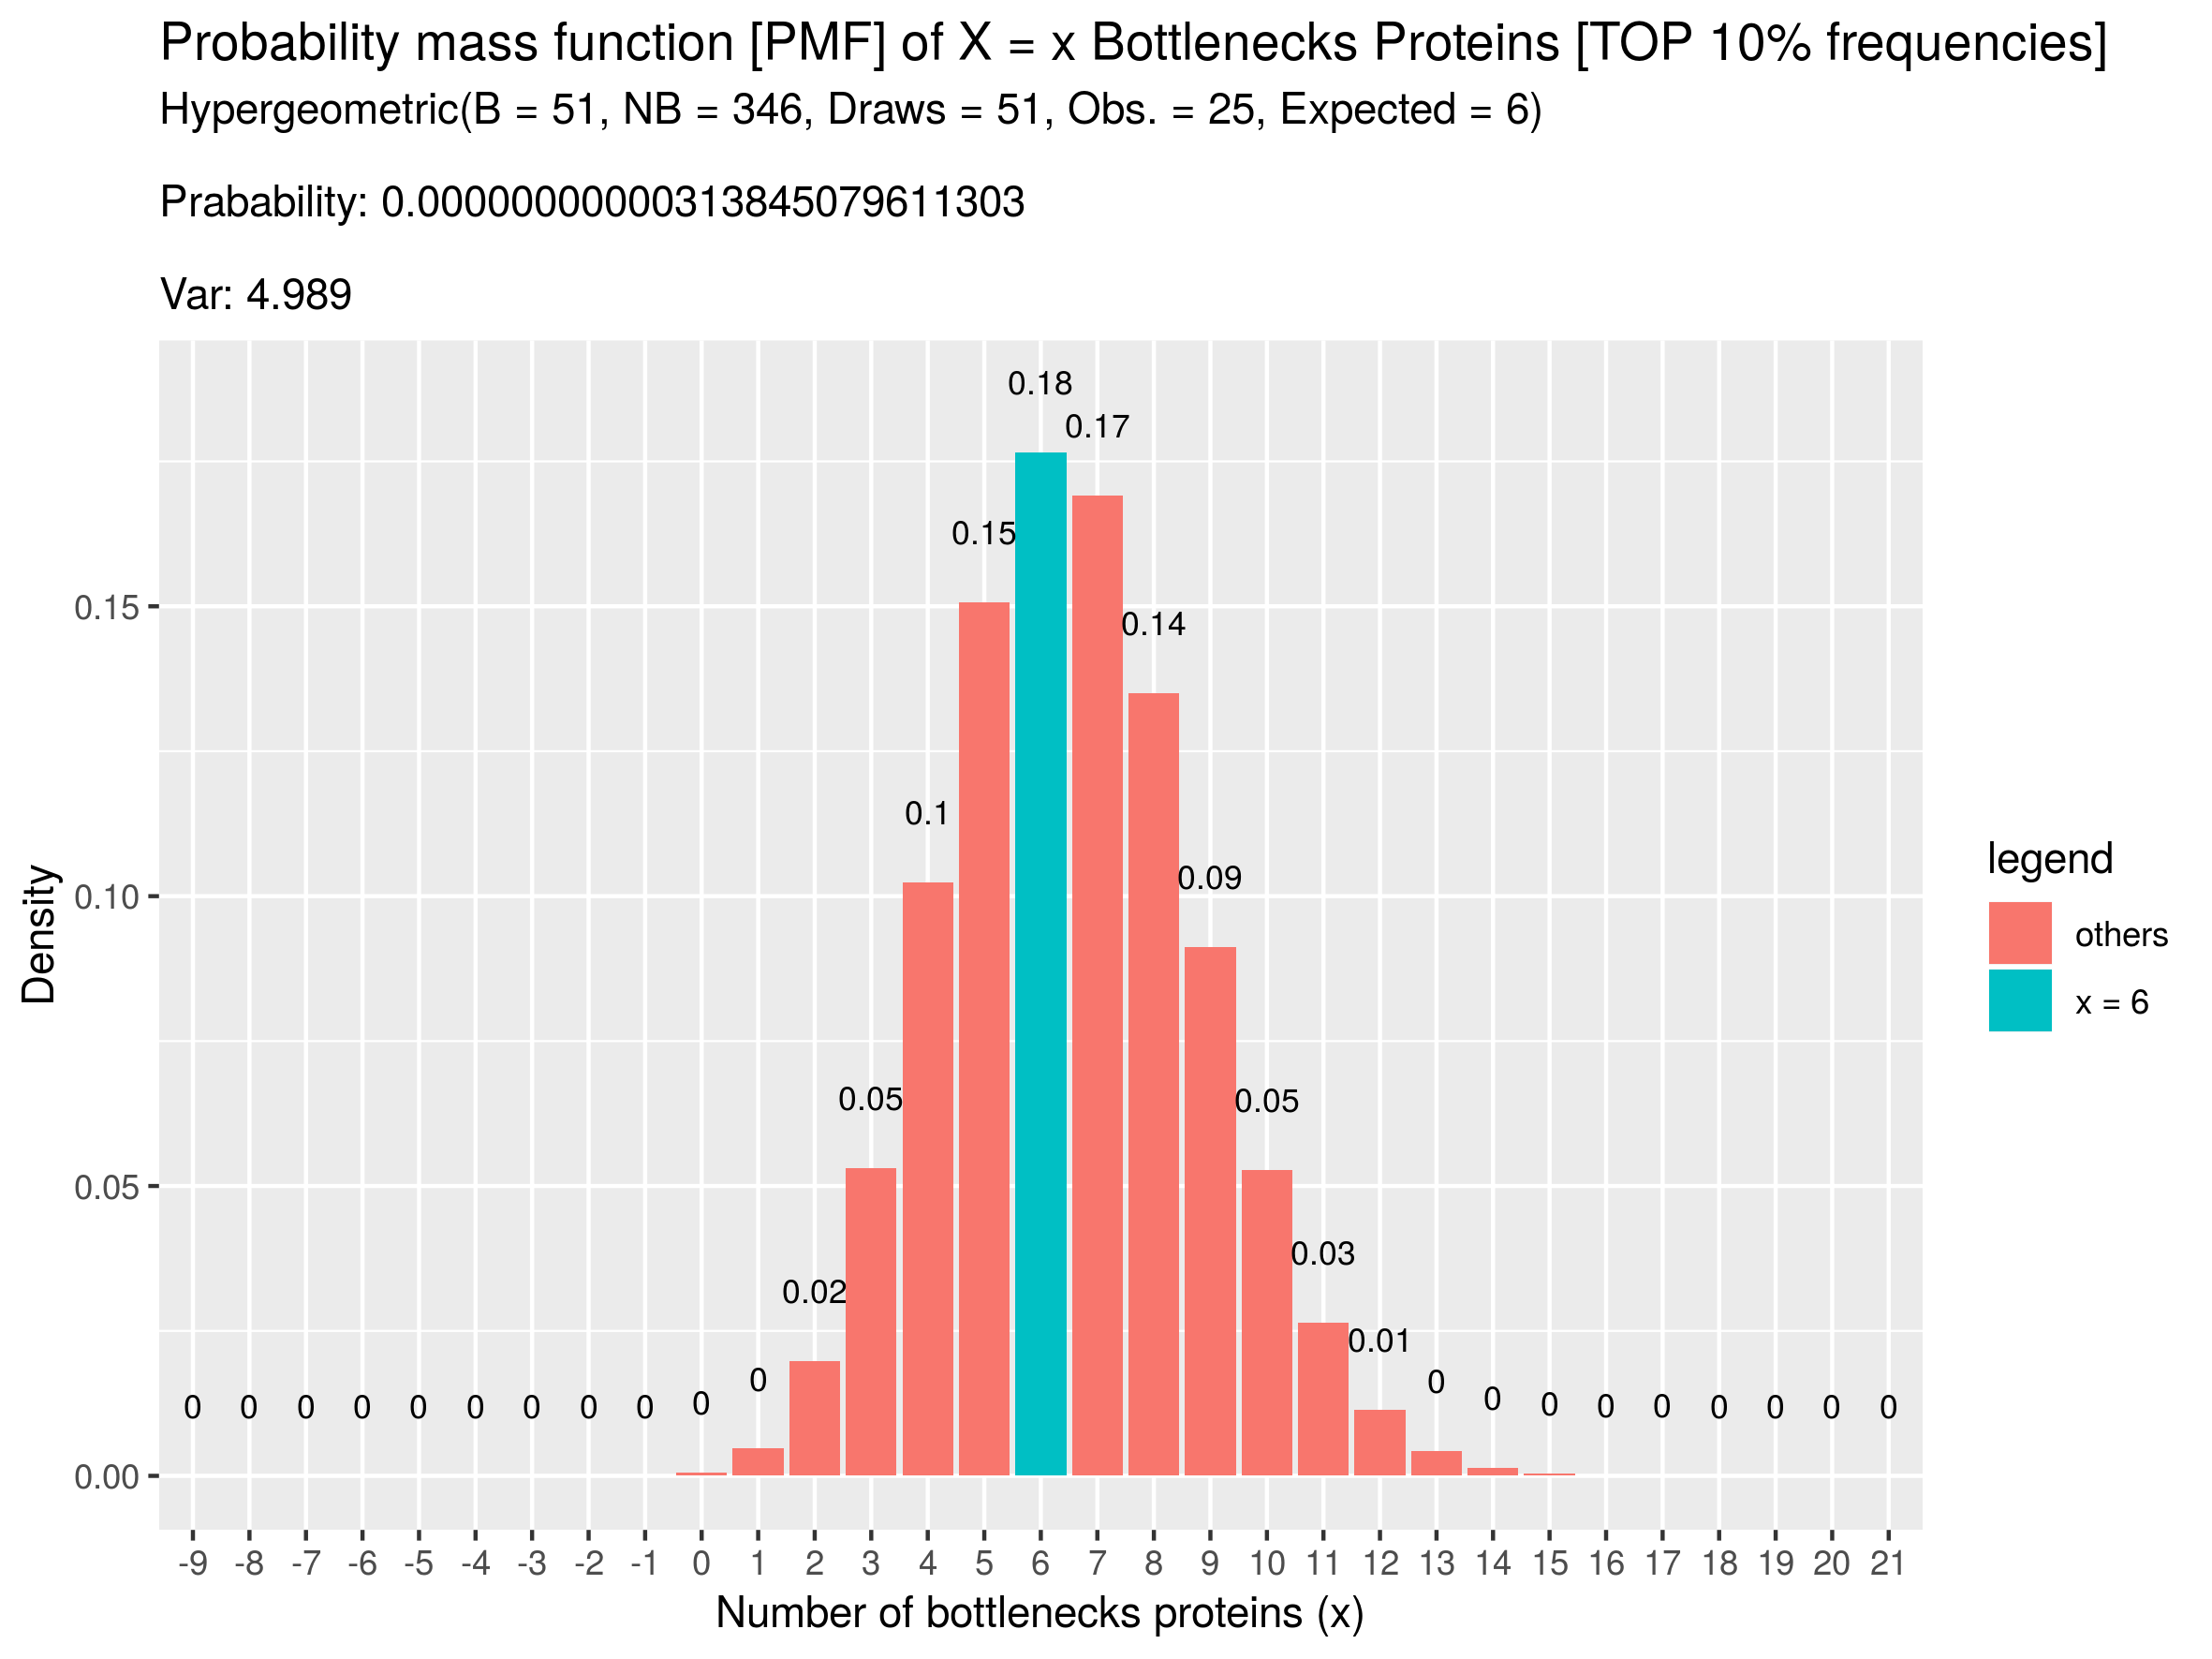 Probability mass function [PMF] of X = x Bottlenecks Proteins [TOP 10% frequencies]
Hypergeometric(B = 51, NB = 346, Draws = 51, Obs. = 25, Expected = 6)
Prabability: 0.000000000000313845079611303
Var: 4.989
0.18
0.17
0.15
0.14
0.1
0.09
0.05
0.05
0.03
0.02
0.01
0 0 0 0 0 0 0 0 0 0 0 0 0 0 0 0 0 0 0 0
0.15
0.10
0.05
0.00
Density
-9 -8 -7 -6 -5 -4 -3 -2 -1 0 1 2 3 4 5 6 7 8 9 10 11 12 13 14 15 16 17 18 19 20 21
Number of bottlenecks proteins (x)
legend
others
x = 6